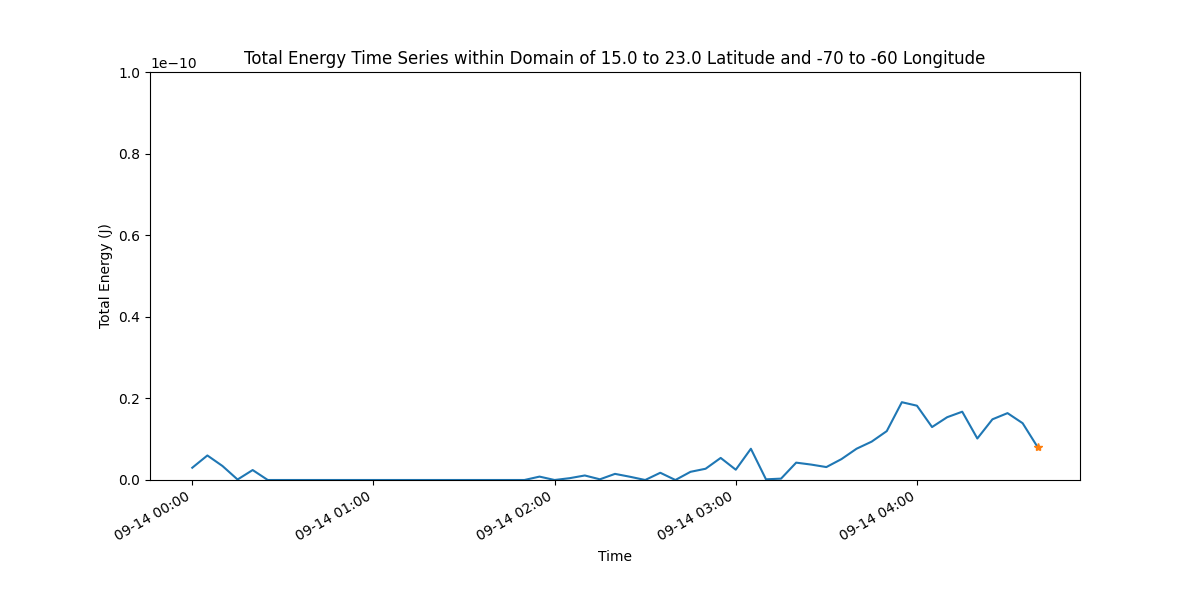 Total Energy Time Series within Domain of 15.0 to 23.0 Latitude and -70 to -60 Longitude
1e−10
1.0
0.8
0.6
0.4
0.2
0.0
Total Energy (J)
09-14 00:00
09-14 01:00
09-14 02:00
09-14 03:00
09-14 04:00
Time